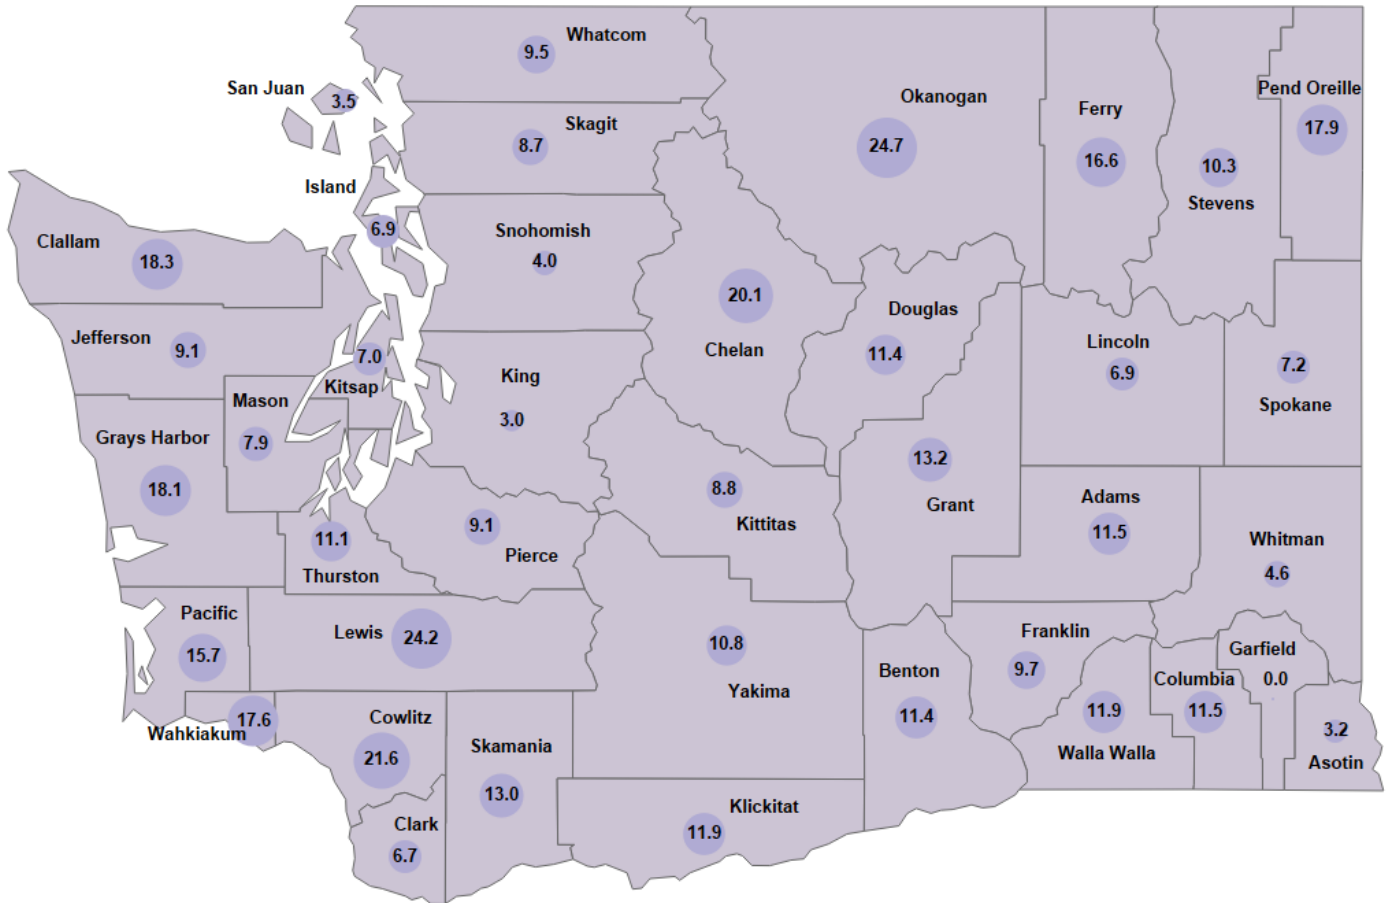 Whatcom
9.5
San Juan
3.5
Skagit
8.7
Okanogan
24.7
Ferry
16.6
Pend Oreille
17.9
10.3
Stevens
Island
6.9
Clallam
18.3
Snohomish
4.0
20.1
Chelan
Douglas
11.4
Jefferson
9.1
7.0
Kitsap
King
3.0
Lincoln
6.9
7.2
Spokane
Mason
7.9
Grays Harbor
18.1
8.8
Kittitas
13.2
Grant
Adams
11.5
Whitman
4.6
11.1
Thurston
9.1
Pierce
Pacific
15.7
Lewis
24.2
10.8
Yakima
Benton
11.4
Franklin
9.7
Garfield
0.0
Columbia
11.5
11.9
Walla Walla
3.2
Asotin
17.6
Wahkiakum
Cowlitz
21.6
Skamania
13.0
Klickitat
11.9
Clark
6.7